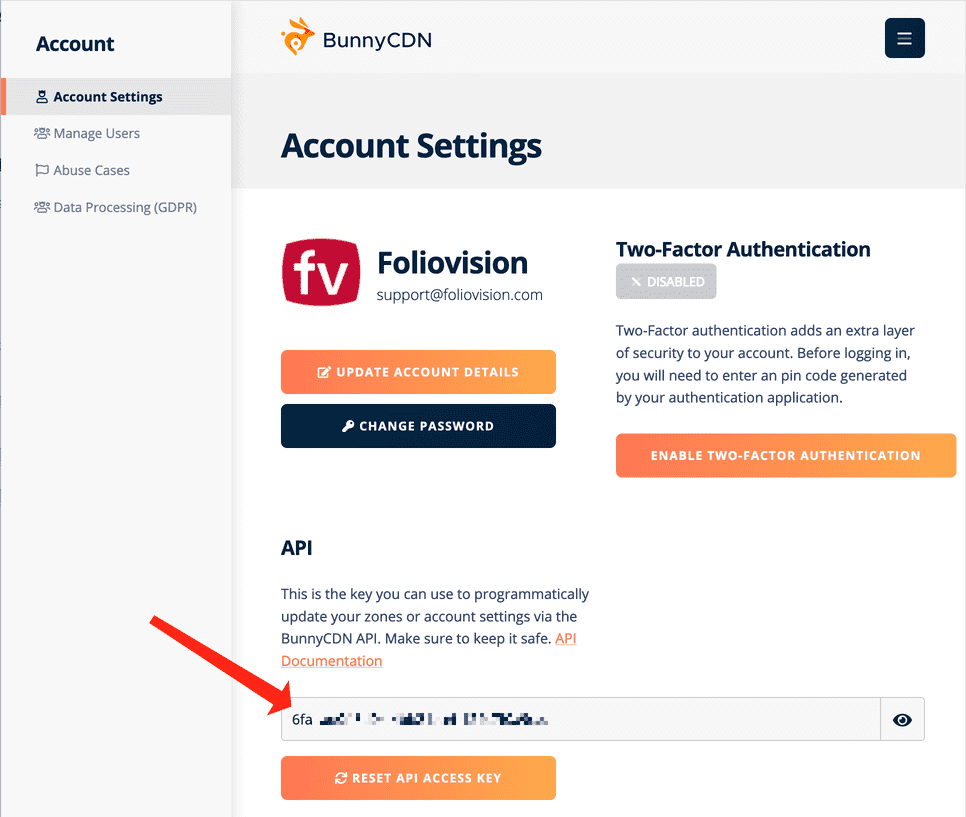 Account
Account Settings
Manage Users
Abuse Cases
Data Processing (GDPR)
BunnyCDN
Account Settings
fv
Foliovision
support@foliovision.com
UPDATE ACCOUNT DETAILS
CHANGE PASSWORD
Two-Factor Authentication
DISABLED
Two-Factor authentication adds an extra layer
of security to your account. Before logging in,
you will need to enter an pin code generated
by your authentication application.
ENABLE TWO-FACTOR AUTHENTICATION
API
This is the key you can use to programmatically
update your zones or account settings via the
BunnyCDN API. Make sure to keep it safe. API
Documentation
6fa
RESET API ACCESS KEY